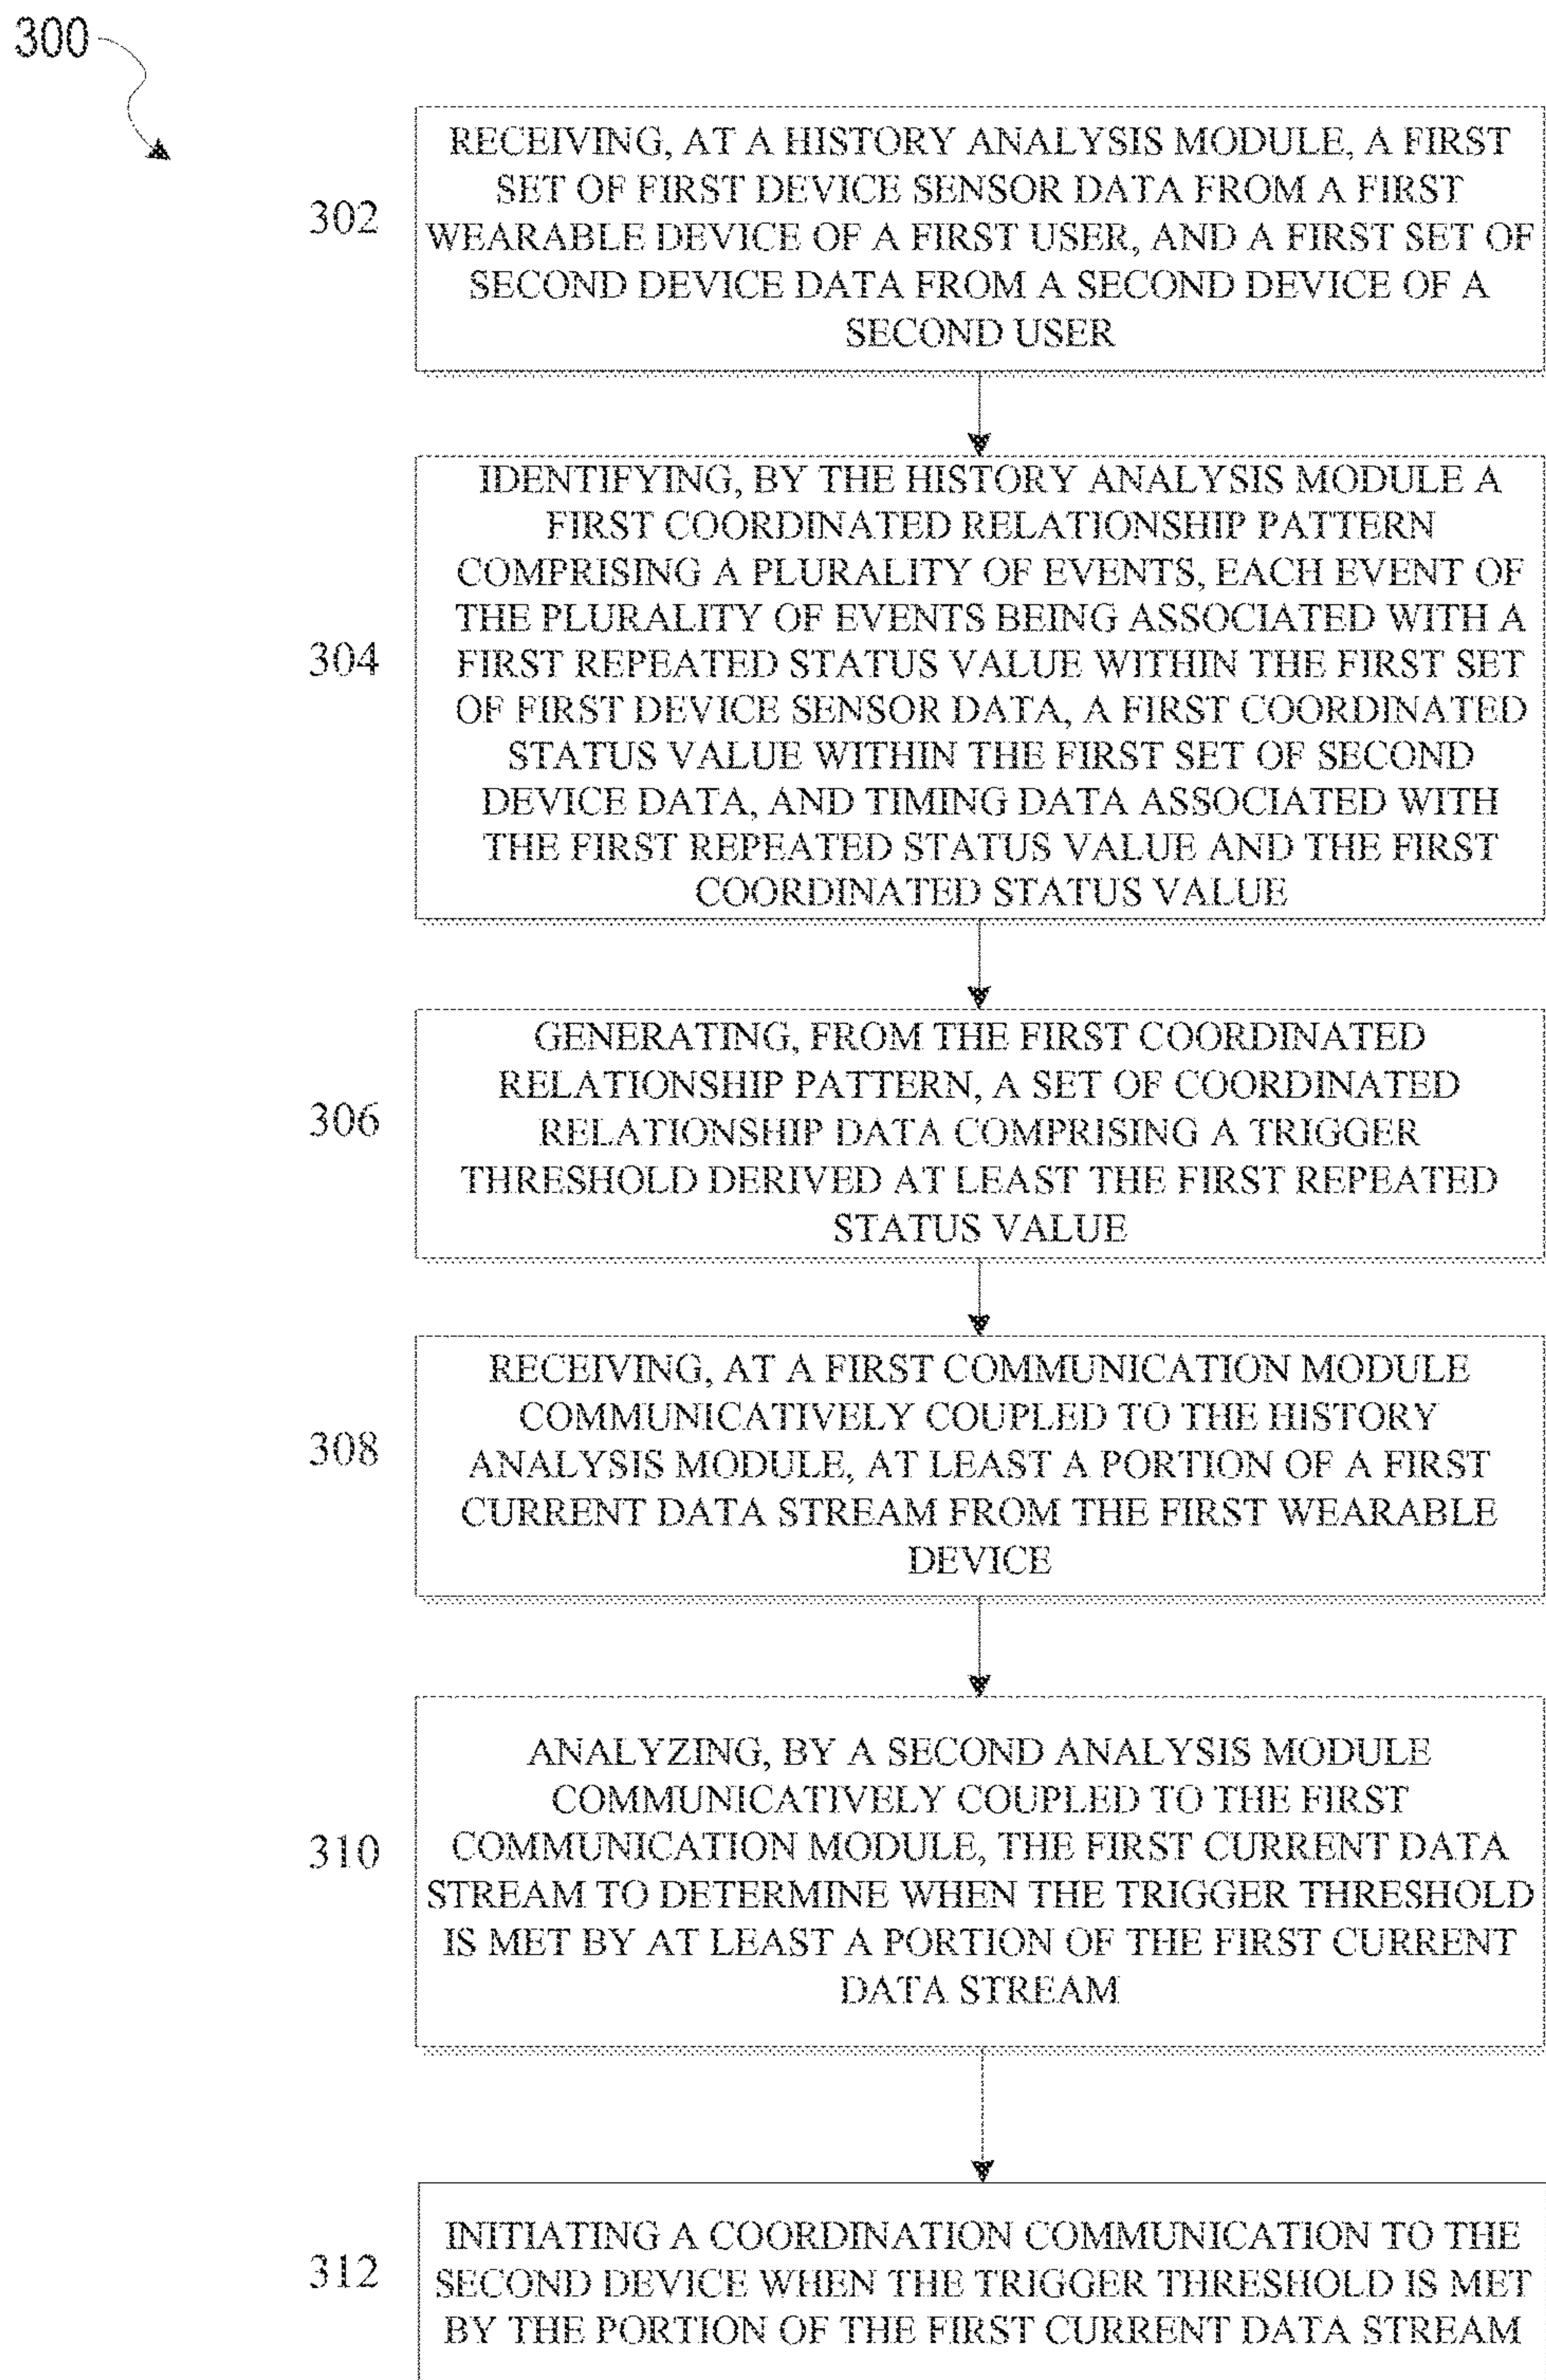 300
302
RECEIVING, AT A HISTORY ANALYSIS MODULE, A FIRST
SET OF FIRST DEVICE SENSOR DATA FROM A FIRST
WEARABLE DEVICE OF A FIRST USER, AND A FIRST SET OF
SECOND DEVICE DATA FROM A SECOND DEVICE OF A
SECOND USER
304
IDENTIFYING, BY THE HISTORY ANALYSIS MODULE A
FIRST COORDINATED RELATIONSHIP PATTERN
COMPRISING A PLURALITY OF EVENTS, EACH EVENT OF
THE PLURALITY OF EVENTS BEING ASSOCIATED WITH A
FIRST REPEATED STATUS VALUE WITHIN THE FIRST SET
OF FIRST DEVICE SENSOR DATA, A FIRST COORDINATED
STATUS VALUE WITHIN THE FIRST SET OF SECOND
DEVICE DATA, AND TIMING DATA ASSOCIATED WITH
THE FIRST REPEATED STATUS VALUE AND THE FIRST
COORDINATED STATUS VALUE
306
GENERATING, FROM THE FIRST COORDINATED
RELATIONSHIP PATTERN, A SET OF COORDINATED
RELATIONSHIP DATA COMPRISING A TRIGGER
THRESHOLD DERIVED AT LEAST THE FIRST REPEATED
STATUS VALUE
308
RECEIVING, AT A FIRST COMMUNICATION MODULE
COMMUNICATIVELY COUPLED TO THE HISTORY
ANALYSIS MODULE, AT LEAST A PORTION OF A FIRST
CURRENT DATA STREAM FROM THE FIRST WEARABLE
DEVICE
310
ANALYZING, BY A SECOND ANALYSIS MODULE
COMMUNICATIVELY COUPLED TO THE FIRST
COMMUNICATION MODULE, THE FIRST CURRENT DATA
STREAM TO DETERMINE WHEN THE TRIGGER THRESHOLD
IS MET BY AT LEAST A PORTION OF THE FIRST CURRENT
DATA STREAM
312
INITIATING A COORDINATION COMMUNICATION TO THE
SECOND DEVICE WHEN THE TRIGGER THRESHOLD IS MET
BY THE PORTION OF THE FIRST CURRENT DATA STREAM